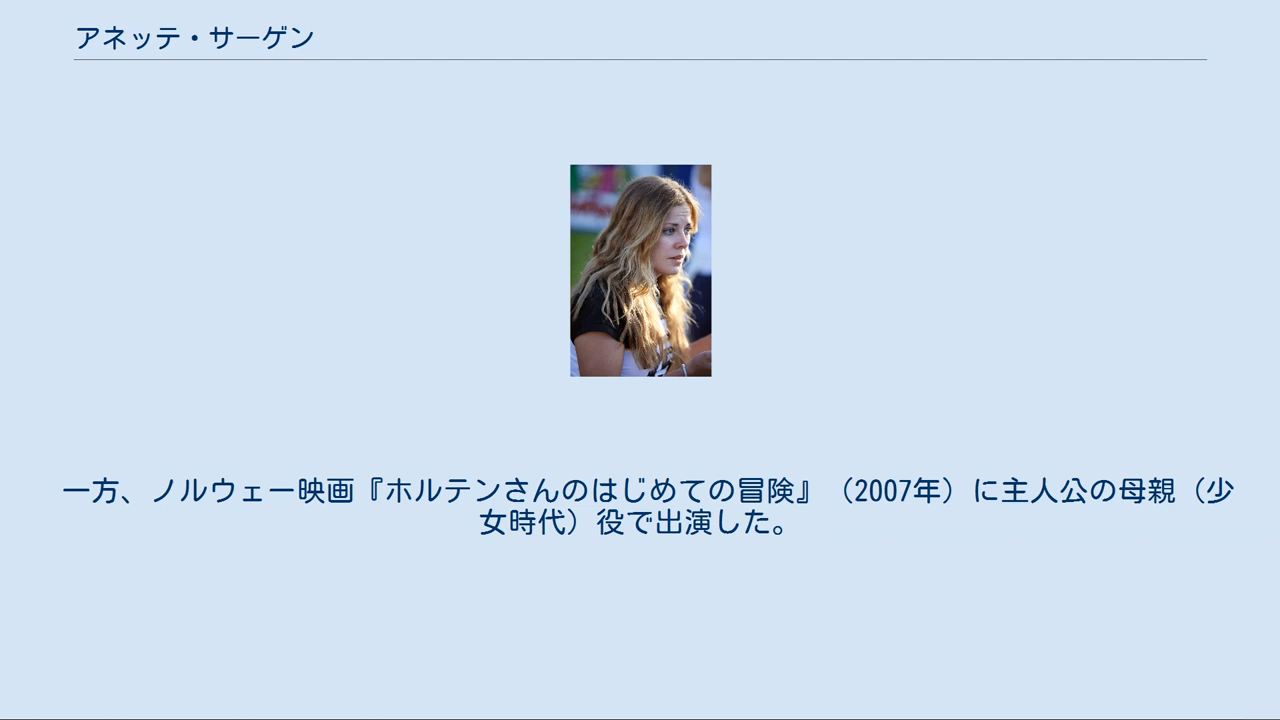 アネッテ・サーゲン
一方、ノルウェー映画『ホルテンさんのはじめての冒険』（2007年）に主人公の母親（少
女時代）役で出演した。